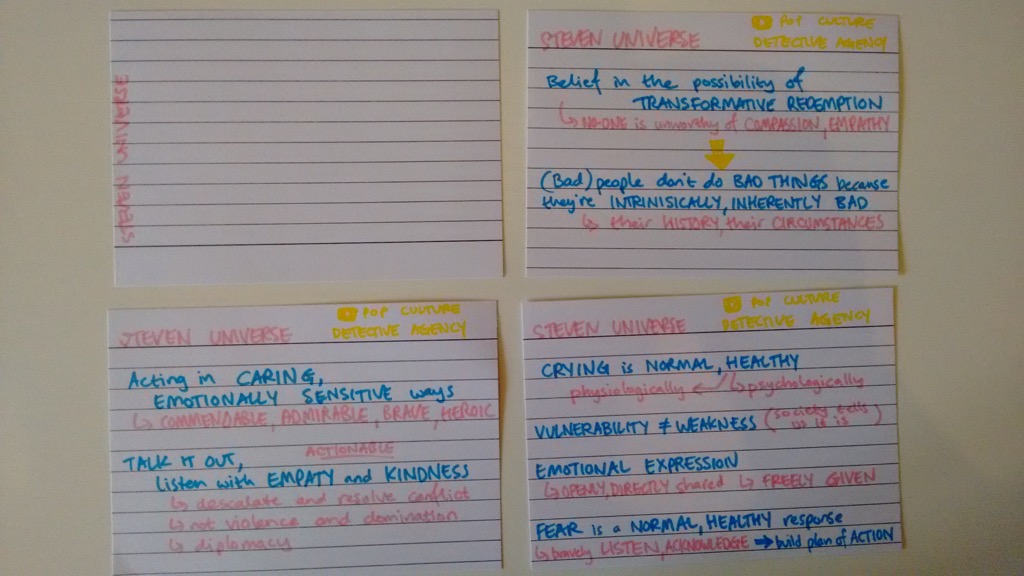 STEVEN UNIVERSE
STEVEN UNIVERSE
POP CULTURE
DETECTIVE AGENCY
Belief in the possibility of
TRANSFORMATIVE REDEMPTION
↳ NO-ONE is unworthy of COMPASSION, EMPATHY
(Bad) people don't do BAD THINGS because
they're INTRINISICALLY, INHERENTLY BAD
↳ their HISTORY, their CIRCUMSTANCES
STEVEN UNIVERSE
POP CULTURE
DETECTIVE AGENCY
Acting in CARING,
EMOTIONALLY SENSITIVE ways
↳ COMMENDABLE, ADMIRABLE, BRAVE, HEROIC
ACTIONABLE
TALK IT OUT,
listen with EMPATY and KINDNESS
↳ descalate and resolve conflict
↳ not violence and domination
↳ diplomacy
STEVEN UNIVERSE
POP CULTURE
DETECTIVE AGENCY
CRYING is NORMAL, HEALTHY
physiologically ↙ ↳ psychologically
VULNERABILITY ≠ WEAKNESS (society tells
us it is)
EMOTIONAL EXPRESSION
↳ OPENLY, DIRECTLY shared ↳ FREELY GIVEN
FEAR is a NORMAL, HEALTHY response
↳ bravely LISTEN, ACKNOWLEDGE → build plan of ACTION